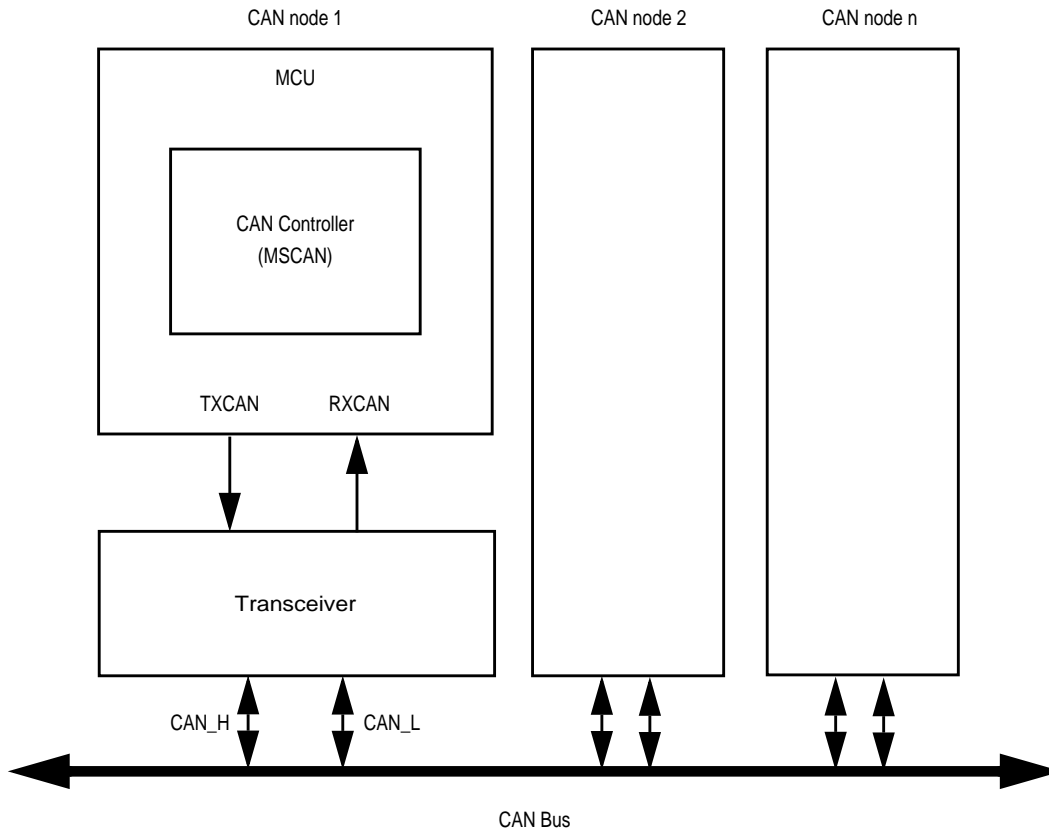 CAN node 1
CAN node 2
CAN node n
MCU
CAN Controller
(MSCAN)
TXCAN
RXCAN
Transceiver
CAN_H
CAN_L
CAN Bus